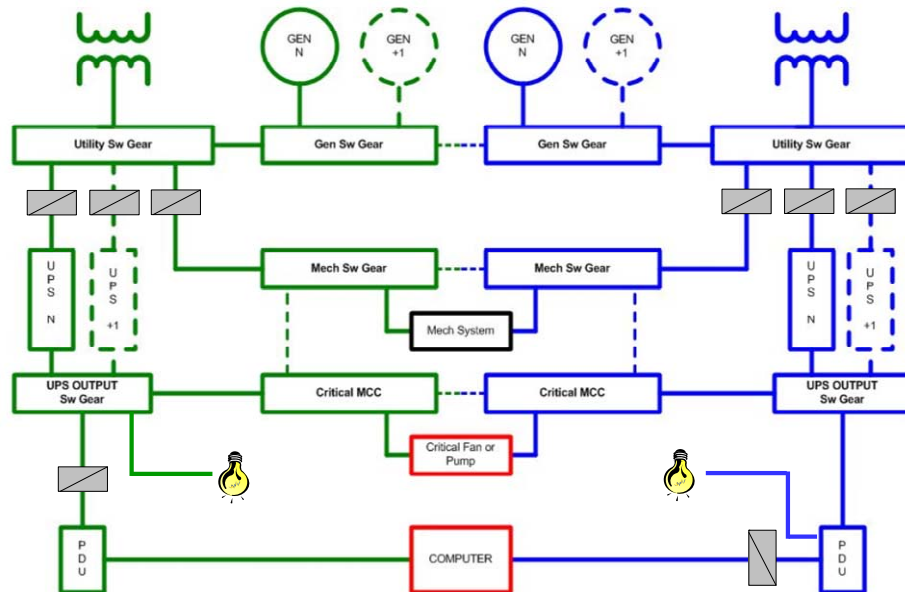 GEN
N
GEN
+1
GEN
N
GEN
+1
Utility Sw Gear
Gen Sw Gear
Gen Sw Gear
Utility Sw Gear
Mech Sw Gear
Mech Sw Gear
U
P
S
N
U
P
S
+1
U
P
S
N
U
P
S
+1
Mech System
UPS OUTPUT
Sw Gear
Critical MCC
Critical MCC
UPS OUTPUT
Sw Gear
Critical Fan or
Pump
P
D
U
COMPUTER
P
D
U